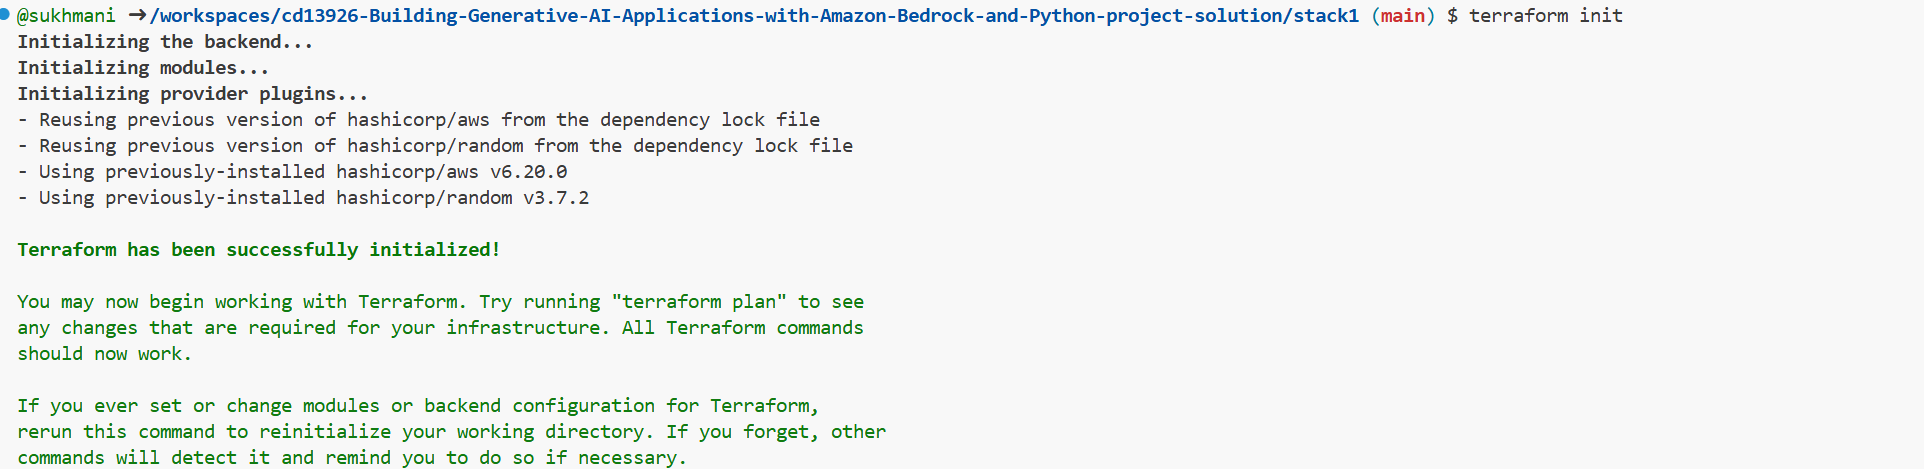 @sukhmani →/workspaces/cd13926-Building-Generative-AI-Applications-with-Amazon-Bedrock-and-Python-project-solution/stack1 (main) $ terraform init
Initializing the backend...
Initializing modules...
Initializing provider plugins...
- Reusing previous version of hashicorp/aws from the dependency lock file
- Reusing previous version of hashicorp/random from the dependency lock file
- Using previously-installed hashicorp/aws v6.20.0
- Using previously-installed hashicorp/random v3.7.2
Terraform has been successfully initialized!
You may now begin working with Terraform. Try running "terraform plan" to see
any changes that are required for your infrastructure. All Terraform commands
should now work.
If you ever set or change modules or backend configuration for Terraform,
rerun this command to reinitialize your working directory. If you forget, other
commands will detect it and remind you to do so if necessary.